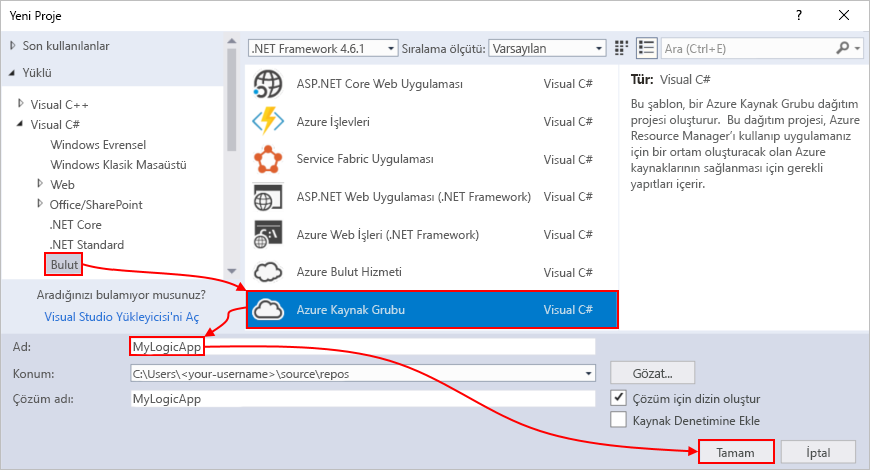 Yeni Proje
?
Son kullanılanlar
Yüklü
Visual C++
Visual C#
Windows Evrensel
Windows Klasik Masaüstü
Web
Office/SharePoint
.NET Core
.NET Standard
Bulut
Aradığınızı bulamıyor musunuz?
Visual Studio Yükleyicisi'ni Aç
.NET Framework 4.6.1 Sıralama ölçütü: Varsayılan
Ara (Ctrl+E)
ASP.NET Core Web Uygulaması Visual C#
Azure İşlevleri Visual C#
Service Fabric Uygulaması Visual C#
ASP.NET Web Uygulaması (.NET Framework) Visual C#
Azure Web İşleri (.NET Framework) Visual C#
Azure Bulut Hizmeti Visual C#
Azure Kaynak Grubu Visual C#
Tür: Visual C#
Bu şablon, bir Azure Kaynak Grubu dağıtım
projesi oluşturur. Bu dağıtım projesi, Azure
Resource Manager'ı kullanıp uygulamanız
için bir ortam oluşturacak olan Azure
kaynaklarının sağlanması için gerekli
yapıtları içerir.
Ad: MyLogicApp
Konum: C:\Users\<your-username>\source\repos Gözat...
Çözüm adı: MyLogicApp
Çözüm için dizin oluştur
Kaynak Denetimine Ekle
Tamam İptal